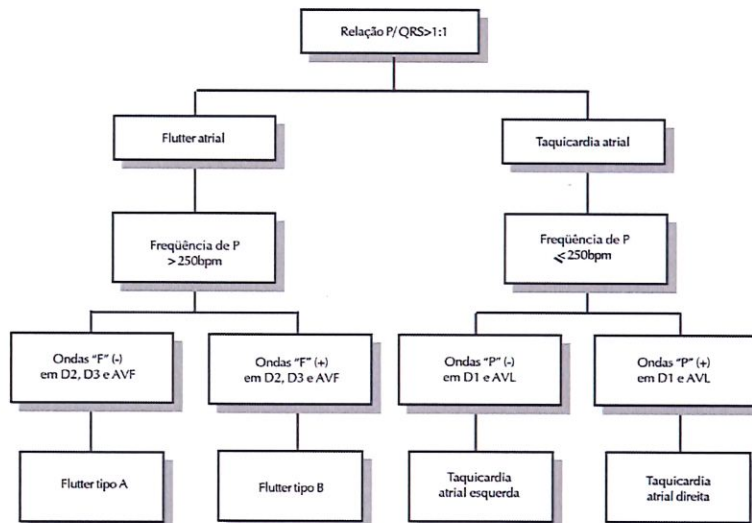 Relação P/ QRS>1:1
Flutter atrial
Taquicardia atrial
Freqüência de P
> 250bpm
Freqüência de P
⩽ 250bpm
Ondas "F" (-)
em D2, D3 e AVF
Ondas "F" (+)
em D2, D3 e AVF
Ondas "P" (-)
em D1 e AVL
Ondas "P" (+)
em D1 e AVL
Flutter tipo A
Flutter tipo B
Taquicardia
atrial esquerda
Taquicardia
atrial direita